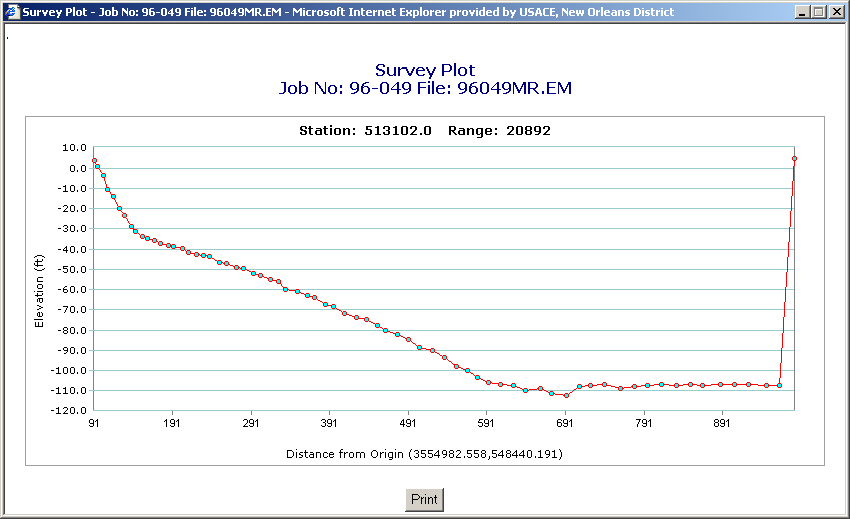 Survey Plot - Job No: 96-049 File: 96049MR.EM - Microsoft Internet Explorer provided by USACE, New Orleans District
.
Survey Plot
Job No: 96-049 File: 96049MR.EM
Station: 513102.0 Range: 20892
10.0
0.0
-10.0
-20.0
-30.0
-40.0
-50.0
-60.0
-70.0
-80.0
-90.0
-100.0
-110.0
-120.0
Elevation (ft)
91 191 291 391 491 591 691 791 891
Distance from Origin (3554982.558,548440.191)
Print